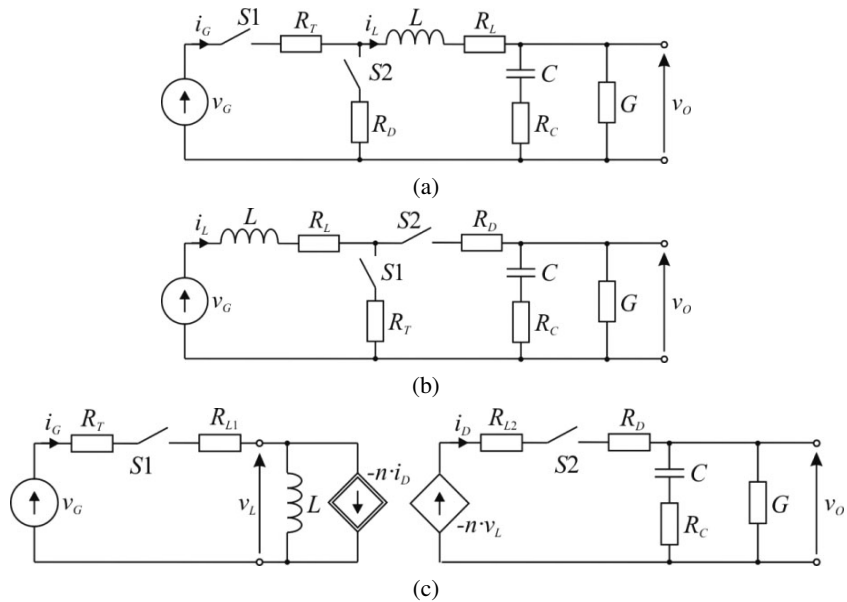 i_G S1 R_T i_L L R_L
v_G S2 R_D C R_C G v_O
(a)
i_L L R_L S2 R_D
v_G S1 R_T C R_C G v_O
(b)
i_G R_T S1 R_L1 -n·i_D i_D R_L2 S2 R_D
v_G v_L L -n·v_L C R_C G v_O
(c)